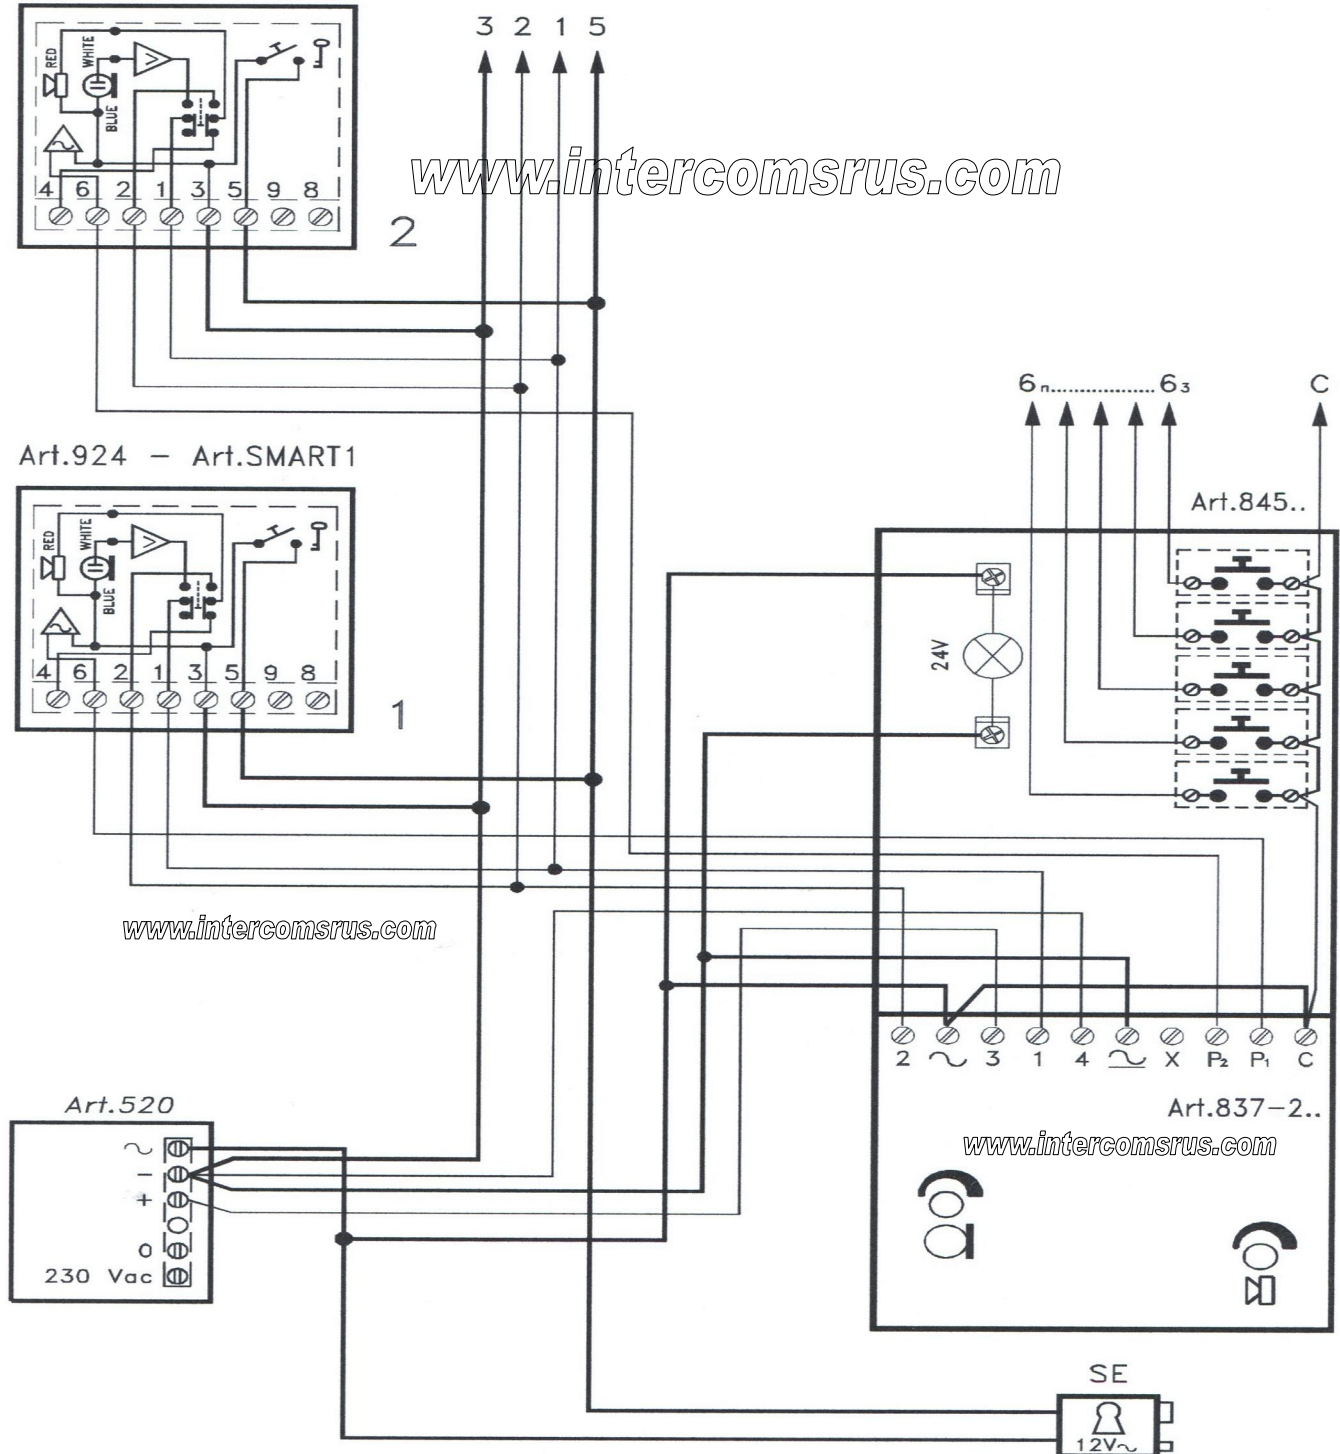 3 2 1 5
RED
WHITE
BLUE
4 6 2 1 3 5 9 8
2
www.intercomsrus.com
6n..................63 C
Art.924 - Art.SMART1
Art.845..
RED
WHITE
BLUE
4 6 2 1 3 5 9 8
1
24V
www.intercomsrus.com
2 ~ 3 1 4 ~ X P2 P1 C
Art.520
Art.837-2..
www.intercomsrus.com
~
-
+
0
230 Vac
SE
12V~